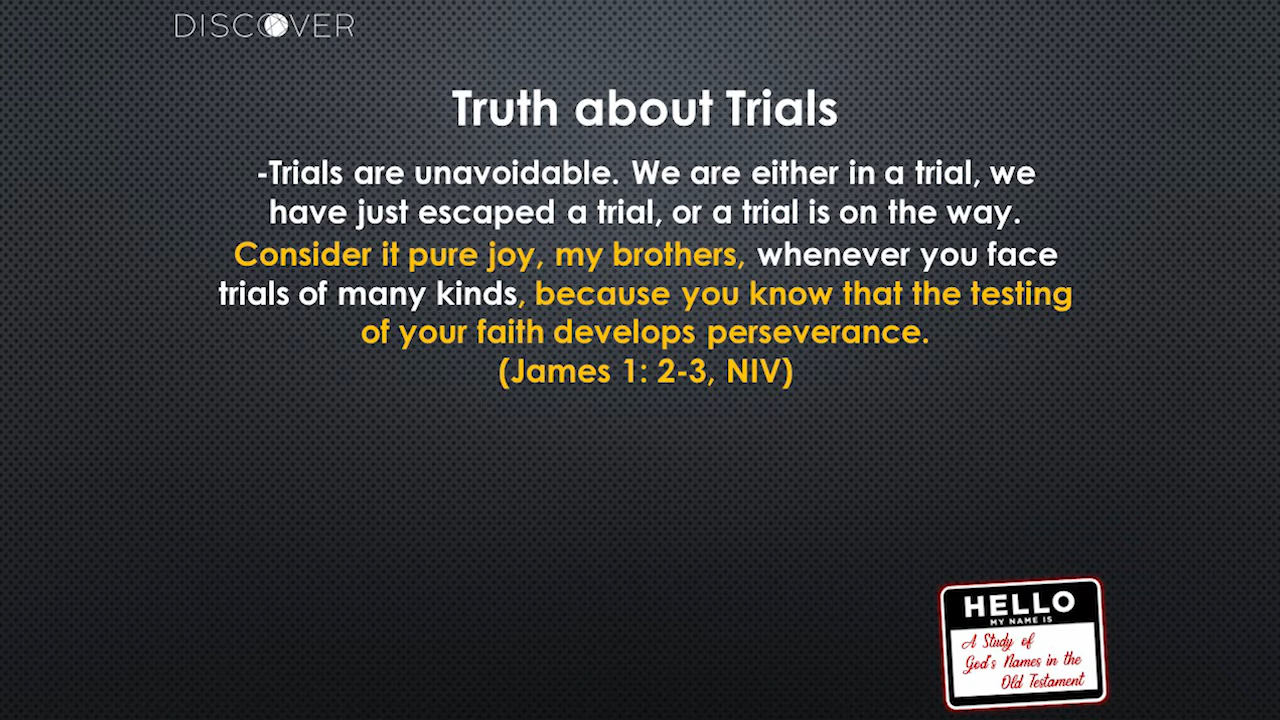 DISCOVER
Truth about Trials
-Trials are unavoidable. We are either in a trial, we
have just escaped a trial, or a trial is on the way.
Consider it pure joy, my brothers, whenever you face
trials of many kinds, because you know that the testing
of your faith develops perseverance.
(James 1: 2-3, NIV)
HELLO
MY NAME IS
A Study of
God's Names in the
Old Testament